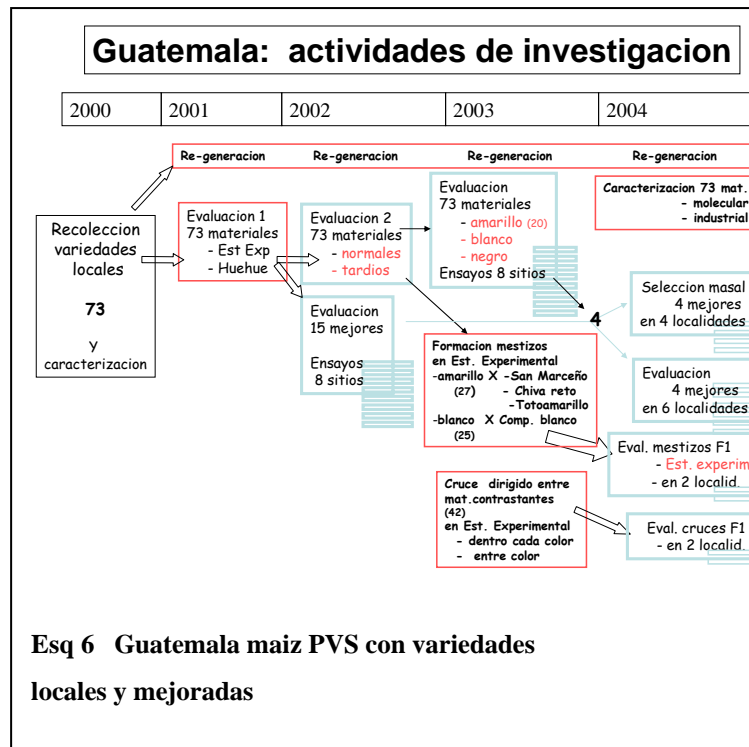 Guatemala: actividades de investigacion
2000
2001
2002
2003
2004
Re-generacion
Re-generacion
Re-generacion
Re-generacion
Recoleccion
variedades
locales
73
Y
caracterizacion
Evaluacion 1
73 materiales
- Est Exp
- Huehue
Evaluacion 2
73 materiales
- normales
- tardios
Evaluacion
15 mejores
Ensayos
8 sitios
Evaluacion
73 materiales
- amarillo (20)
- blanco
- negro
Ensayos 8 sitios
4
Formacion mestizos
en Est. Experimental
-amarillo X -San Marceño
(27) - Chiva reto
-Totoamarillo
-blanco X Comp. blanco
(25)
Cruce dirigido entre
mat.contrastantes
(42)
en Est. Experimental
- dentro cada color
- entre color
Caracterizacion 73 mat.
- molecular
- industrial
Seleccion masal
4 mejores
en 4 localidades
Evaluacion
4 mejores
en 6 localidades
Eval. mestizos F1
- Est. experim
- en 2 localid.
Eval. cruces F1
- en 2 localid.
Esq 6 Guatemala maiz PVS con variedades
locales y mejoradas